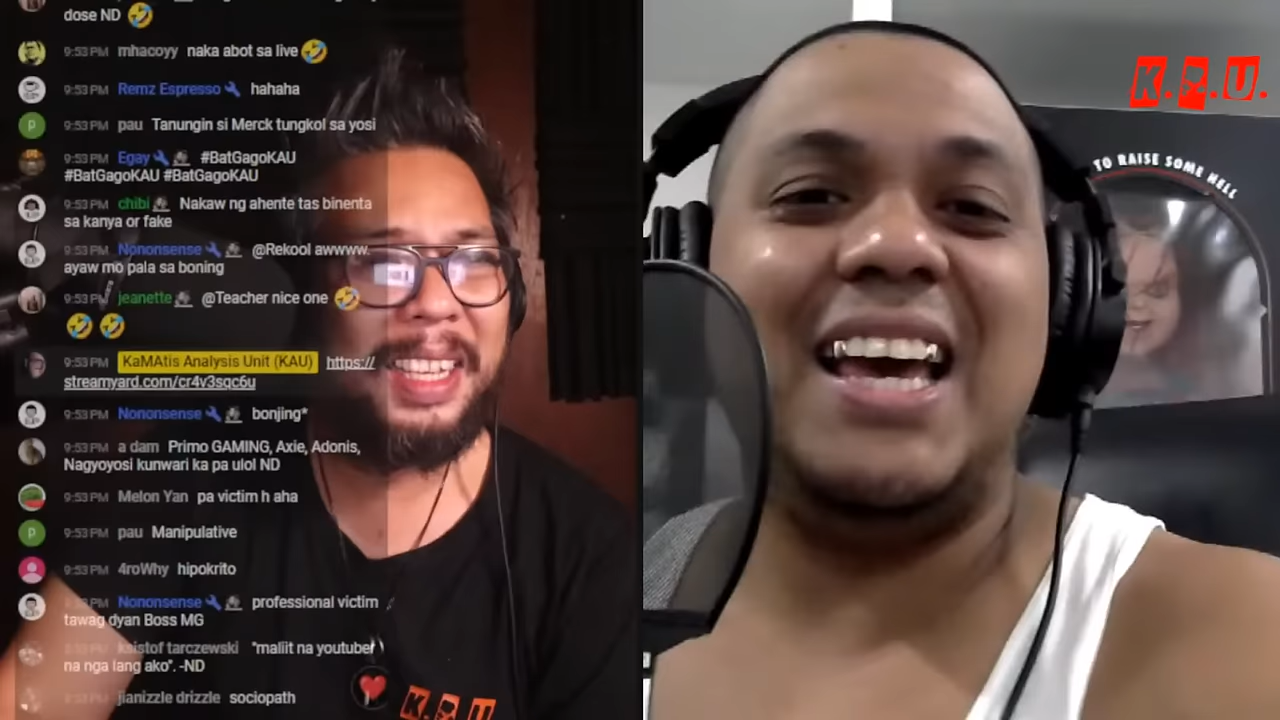 dose ND 🤣
9:53 PM mhacoyy naka abot sa live 🤣
9:53 PM Remz Espresso hahaha
P 9:53 PM pau Tanungin si Merck tungkol sa yosi
9:53 PM Egay #BatGagoKAU
#BatGagoKAU #BatGagoKAU
9:53 PM chibi Nakaw ng ahente tas binenta
sa kanya or fake
9:53 PM Nononsense @Rekool awwww.
ayaw mo pala sa boning
9:53 PM jeanette @Teacher nice one 🤣
🤣 🤣
9:53 PM KaMAtis Analysis Unit (KAU) https://
streamyard.com/cr4v3sqc6u
9:53 PM Nononsense bonjing*
9:53 PM a dam Primo GAMING, Axie, Adonis,
Nagyoyosi kunwari ka pa ulol ND
9:53 PM Melon Yan pa victim h aha
P 9:53 PM pau Manipulative
9:53 PM 4roWhy hipokrito
PM Nononsense professional victim
tawag dyan Boss MG
ksistof tarczewski "maliit na youtuber
na nga lang ako". -ND
9:53 PM jianizzle drizzle sociopath
K.P.U.
K.P.U.
TO RAISE SOME HELL